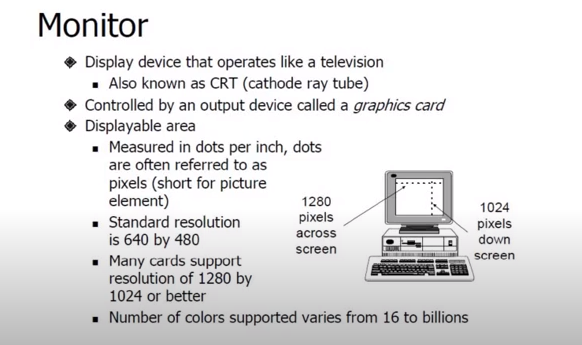 Monitor
Display device that operates like a television
Also known as CRT (cathode ray tube)
Controlled by an output device called a graphics card
Displayable area
Measured in dots per inch, dots
are often referred to as
pixels (short for picture
element)
Standard resolution
is 640 by 480
Many cards support
resolution of 1280 by
1024 or better
Number of colors supported varies from 16 to billions
1280
pixels
across
screen
1024
pixels
down
screen